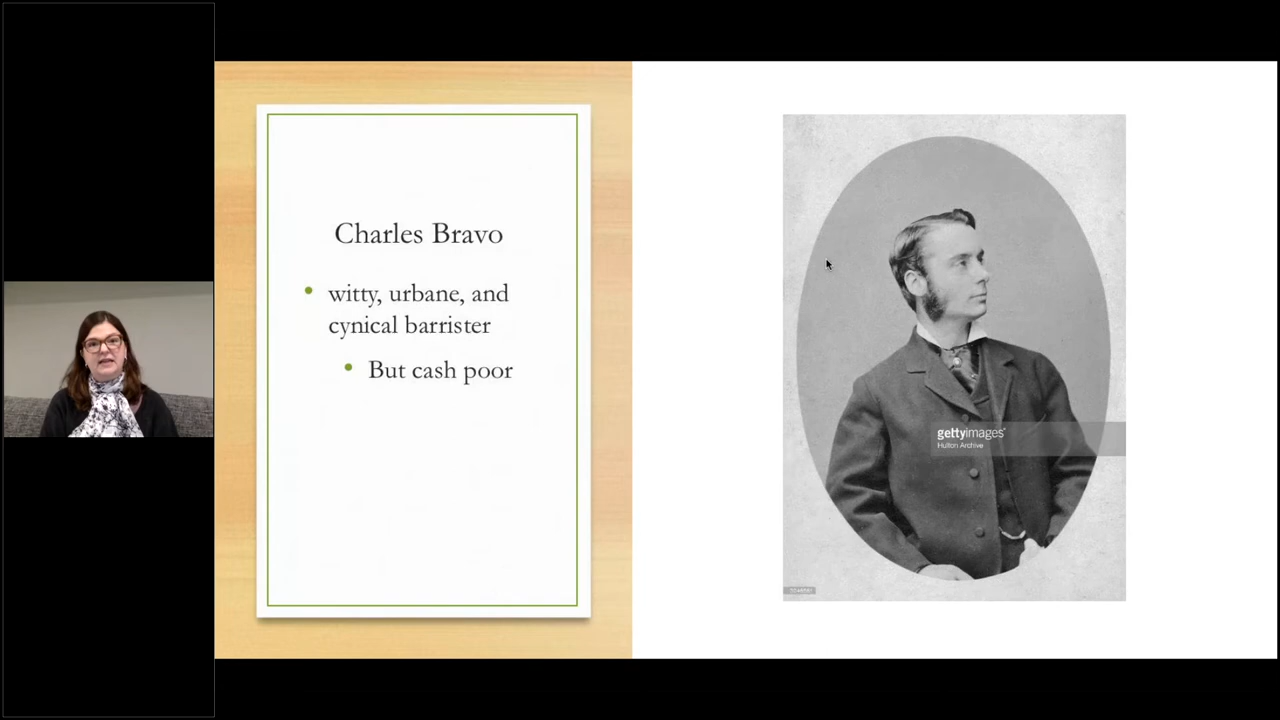 Charles Bravo
witty, urbane, and
cynical barrister
But cash poor
gettyimages®
Hulton Archive